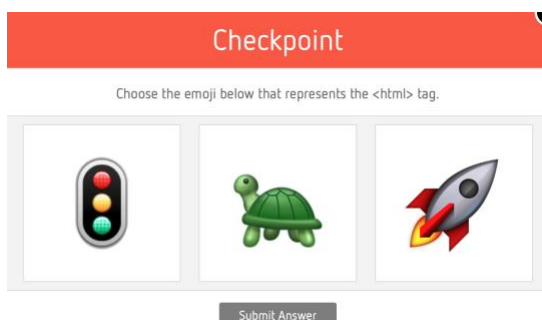 Checkpoint
Choose the emoji below that represents the <html> tag.
Submit Answer